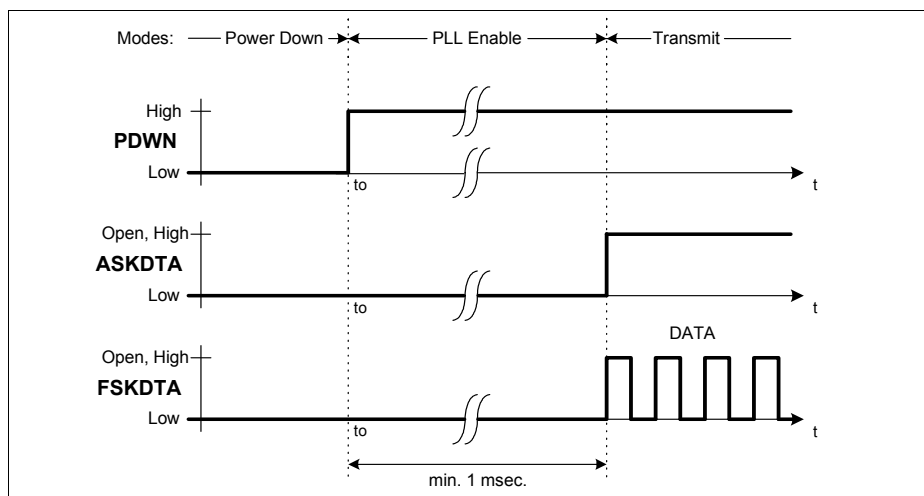 Modes: Power Down PLL Enable Transmit
High
PDWN
Low
to
t
Open, High
ASKDTA
Low
to
t
DATA
Open, High
FSKDTA
Low
to
t
min. 1 msec.